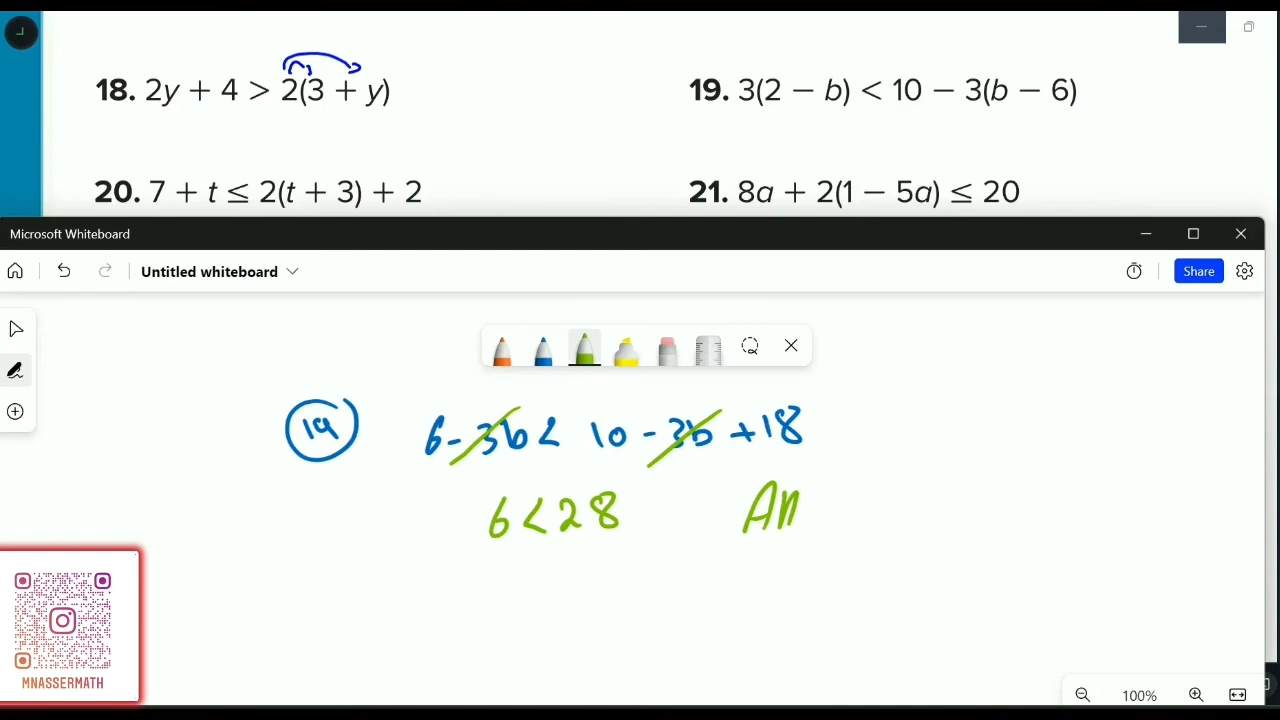 18. 2y + 4 > 2(3 + y)
19. 3(2 − b) < 10 − 3(b − 6)
20. 7 + t ≤ 2(t + 3) + 2
21. 8a + 2(1 − 5a) ≤ 20
Microsoft Whiteboard
Untitled whiteboard
Share
19 6 - 3b < 10 - 3b + 18
6 < 28 An
MNASSERMATH
100%